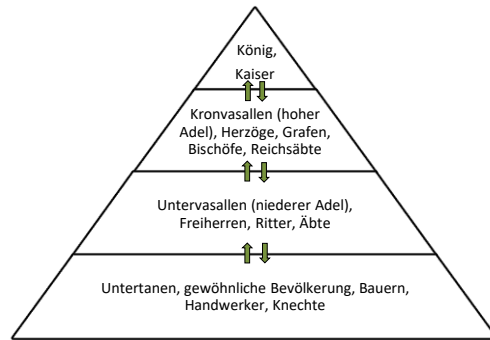 König,
Kaiser
Kronvasallen (hoher
Adel), Herzöge, Grafen,
Bischöfe, Reichsäbte
Untervasallen (niederer Adel),
Freiherren, Ritter, Äbte
Untertanen, gewöhnliche Bevölkerung, Bauern,
Handwerker, Knechte